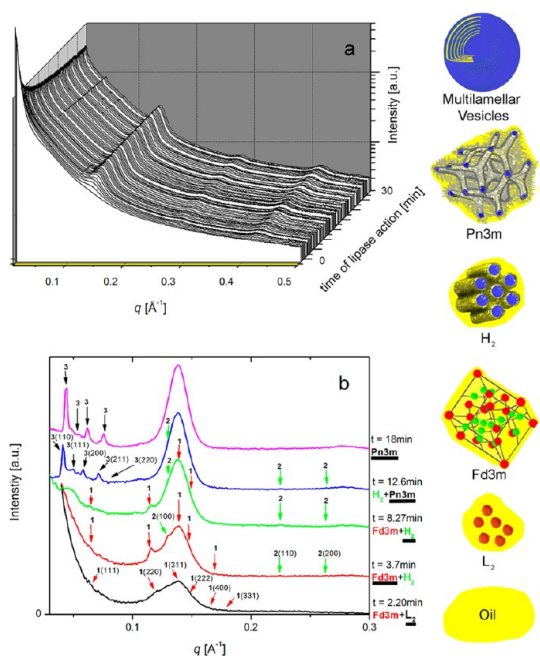 a
Intensity [a.u.]
30
0
time of lipase action [min]
0.1
0.2
0.3
0.4
0.5
q [Å⁻¹]
Multilamellar
Vesicles
Pn3m
H₂
Fd3m
L₂
Oil
b
Intensity [a.u.]
0
3
3
3
3
t = 18min
Pn3m
3(110)
3(111)
3(200)
3(211)
3(220)
2
1
2
2
t = 12.6min
H₂+Pn3m
1
1
2
1
1
2
2
t = 8.27min
Fd3m+H₂
1
1
2(100)
1
1
2(110)
2(200)
t = 3.7min
Fd3m+H₂
1(111)
1(220)
1(311)
1(222)
1(400)
1(331)
t = 2.20min
Fd3m+L₂
0.1
0.2
0.3
q [Å⁻¹]